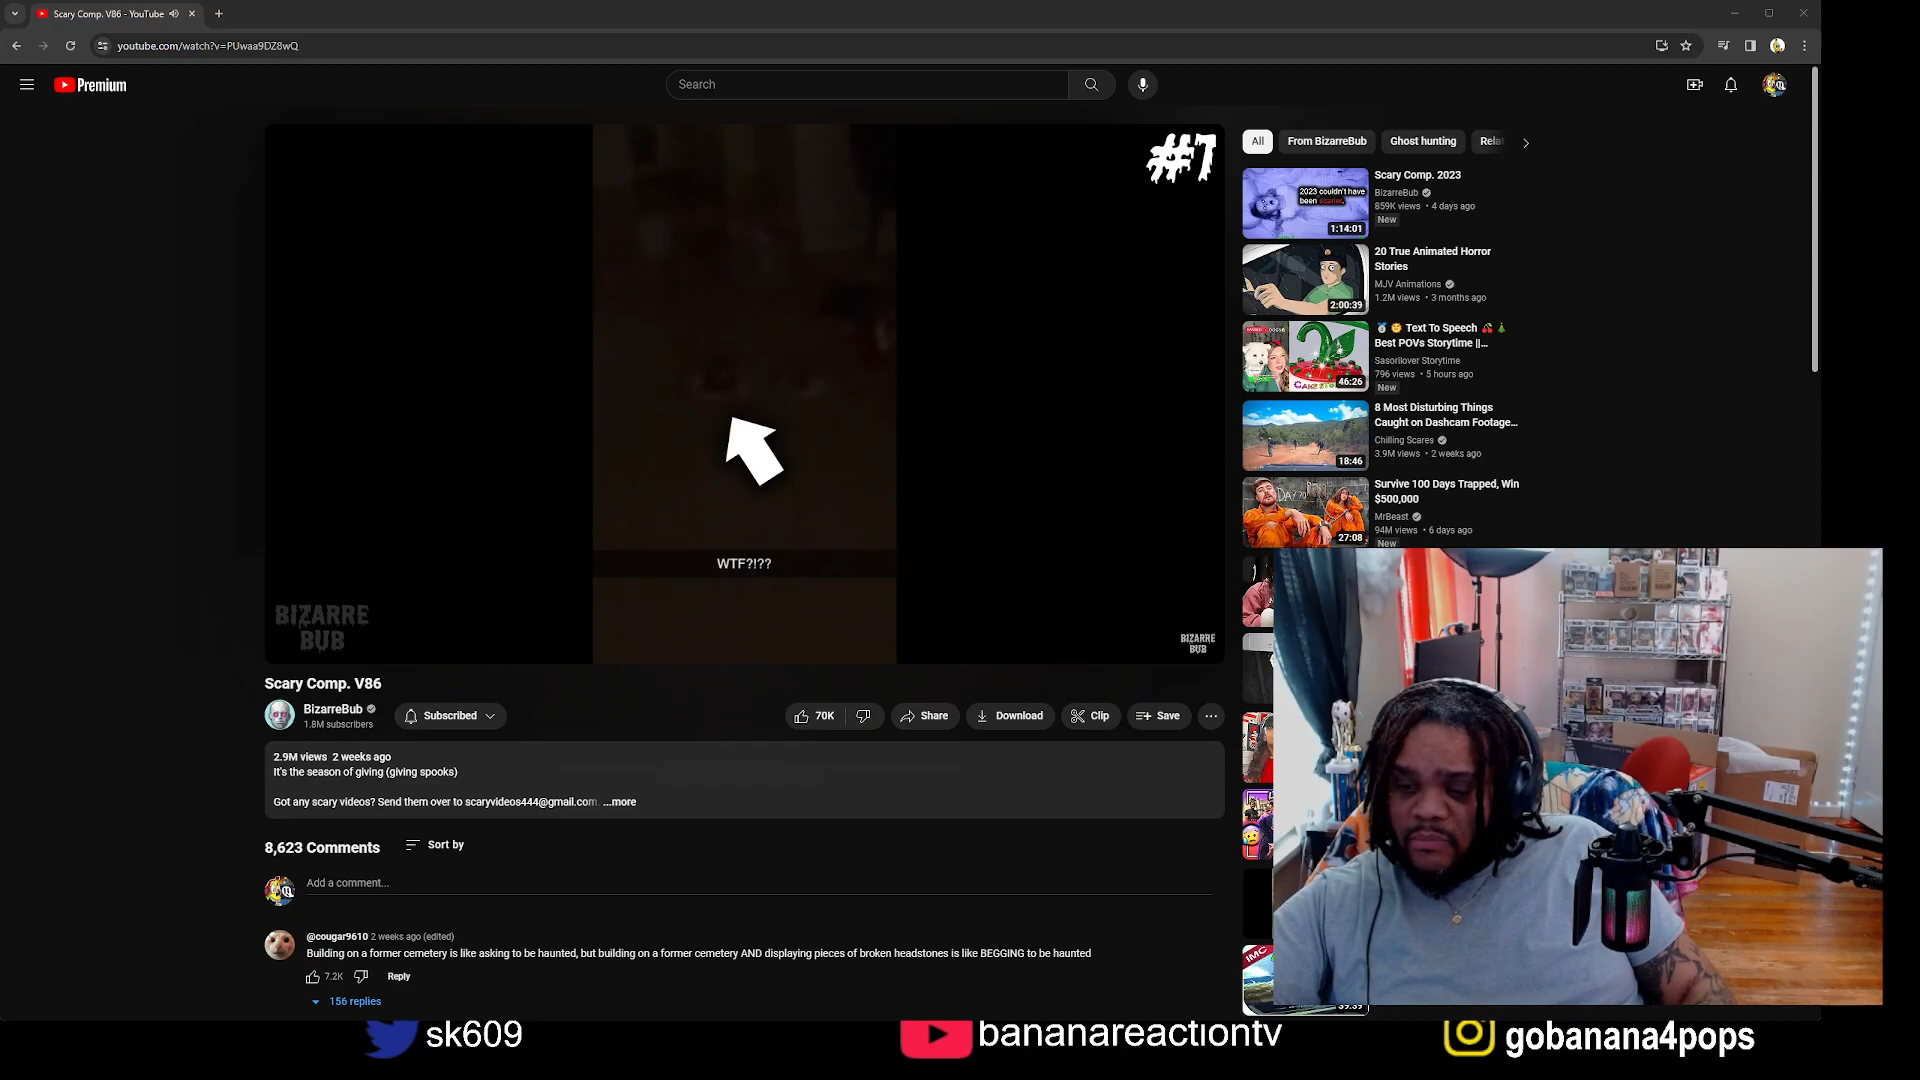 Scary Comp. V86 - YouTube
youtube.com/watch?v=PUwaa9DZ8wQ
Premium
Search
#7
WTF?!??
BIZARRE
BUB
BIZARRE
BUB
Scary Comp. V86
BizarreBub
1.8M subscribers
Subscribed
70K
Share
Download
Clip
Save
2.9M views 2 weeks ago
It's the season of giving (giving spooks)
Got any scary videos? Send them over to scaryvideos444@gmail.com. ...more
8,623 Comments
Sort by
Add a comment...
@cougar9610 2 weeks ago (edited)
Building on a former cemetery is like asking to be haunted, but building on a former cemetery AND displaying pieces of broken headstones is like BEGGING to be haunted
7.2K
Reply
156 replies
All
From BizarreBub
Ghost hunting
Rela
2023 couldn't have
been scarier.
1:14:01
Scary Comp. 2023
BizarreBub
859K views • 4 days ago
New
2:00:39
20 True Animated Horror
Stories
MJV Animations
1.2M views • 3 months ago
46:26
Text To Speech
Best POVs Storytime ||...
Sasorilover Storytime
796 views • 5 hours ago
New
18:46
8 Most Disturbing Things
Caught on Dashcam Footage...
Chilling Scares
3.9M views • 2 weeks ago
27:08
Survive 100 Days Trapped, Win
$500,000
MrBeast
94M views • 6 days ago
New
IMC
39:39
sk609
bananareactiontv
gobanana4pops